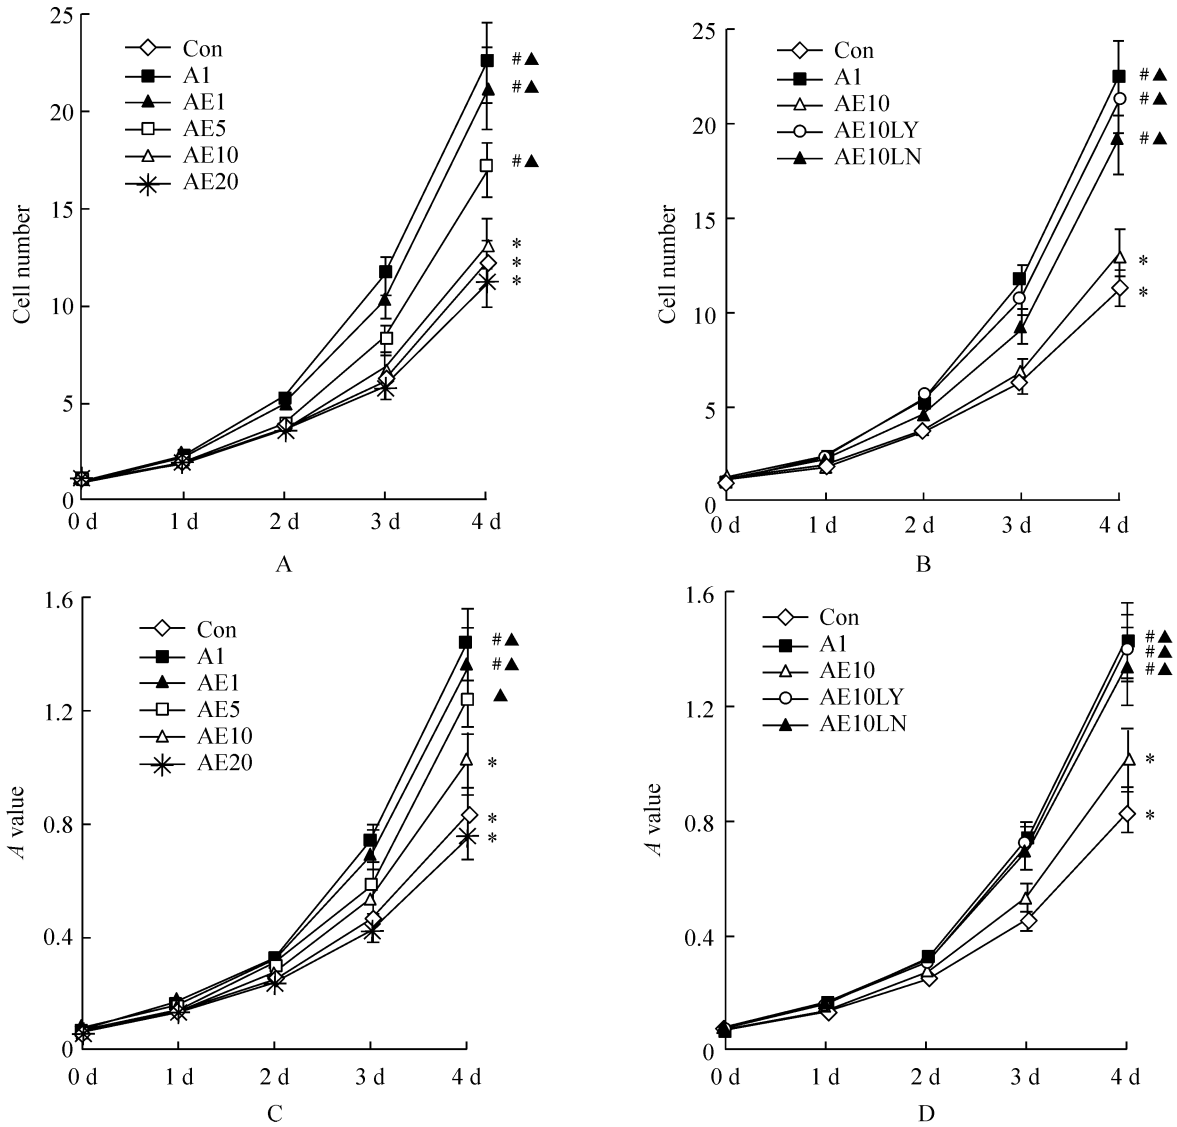 25
20
15
10
5
0
Cell number
Con
A1
AE1
AE5
AE10
AE20
#▲
#▲
#▲
*
*
*
0 d 1 d 2 d 3 d 4 d
A
25
20
15
10
5
0
Cell number
Con
A1
AE10
AE10LY
AE10LN
#▲
#▲
#▲
*
*
0 d 1 d 2 d 3 d 4 d
B
1.6
1.2
0.8
0.4
0
A value
Con
A1
AE1
AE5
AE10
AE20
#▲
#▲
▲
*
*
*
0 d 1 d 2 d 3 d 4 d
C
1.6
1.2
0.8
0.4
0
A value
Con
A1
AE10
AE10LY
AE10LN
#▲
#▲
#▲
*
*
0 d 1 d 2 d 3 d 4 d
D